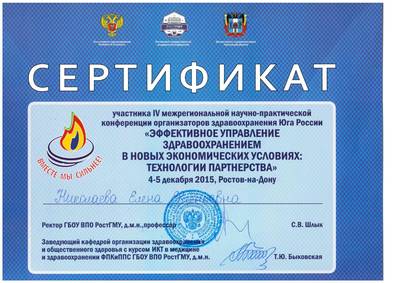 СЕРТИФИКАТ
участника IV межрегиональной научно-практической
конференции организаторов здравоохранения Юга России
«ЭФФЕКТИВНОЕ УПРАВЛЕНИЕ
ЗДРАВООХРАНЕНИЕМ
В НОВЫХ ЭКОНОМИЧЕСКИХ УСЛОВИЯХ:
ТЕХНОЛОГИИ ПАРТНЕРСТВА»
4-5 декабря 2015, Ростов-на-Дону
ВМЕСТЕ МЫ СИЛЬНЕЕ!
Николаева Елена
Ректор ГБОУ ВПО РостГМУ, д.м.н., профессор
С.В. Шлык
Заведующий кафедрой организации здравоохранения
и общественного здоровья с курсом ИКТ в медицине
и здравоохранении ФПКиППС ГБОУ ВПО РостГМУ, д.м.н.
Т.Ю. Быковская